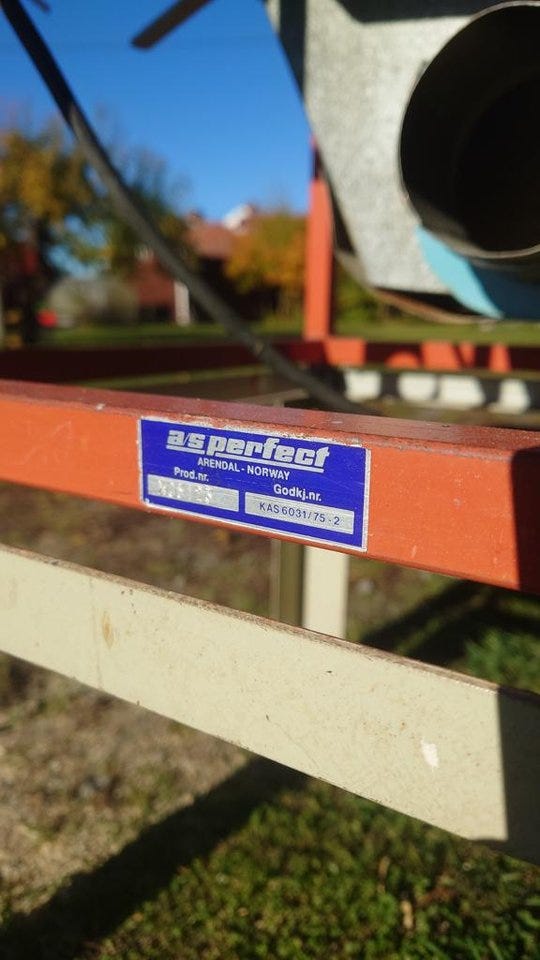 a/s perfect
ARENDAL - NORWAY
Prod.nr.
Godkj.nr.
KAS 6031/75 - 2